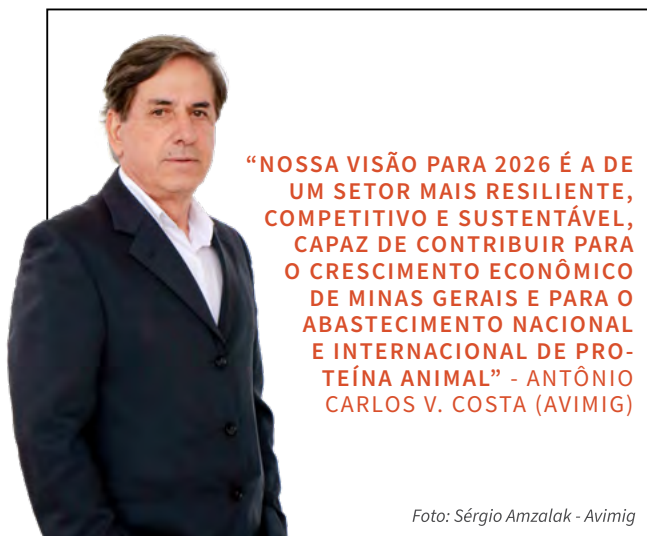 “NOSSA VISÃO PARA 2026 É A DE
UM SETOR MAIS RESILIENTE,
COMPETITIVO E SUSTENTÁVEL,
CAPAZ DE CONTRIBUIR PARA
O CRESCIMENTO ECONÔMICO
DE MINAS GERAIS E PARA O
ABASTECIMENTO NACIONAL
E INTERNACIONAL DE PRO-
TEÍNA ANIMAL” - ANTÔNIO
CARLOS V. COSTA (AVIMIG)
Foto: Sérgio Amzalak - Avimig